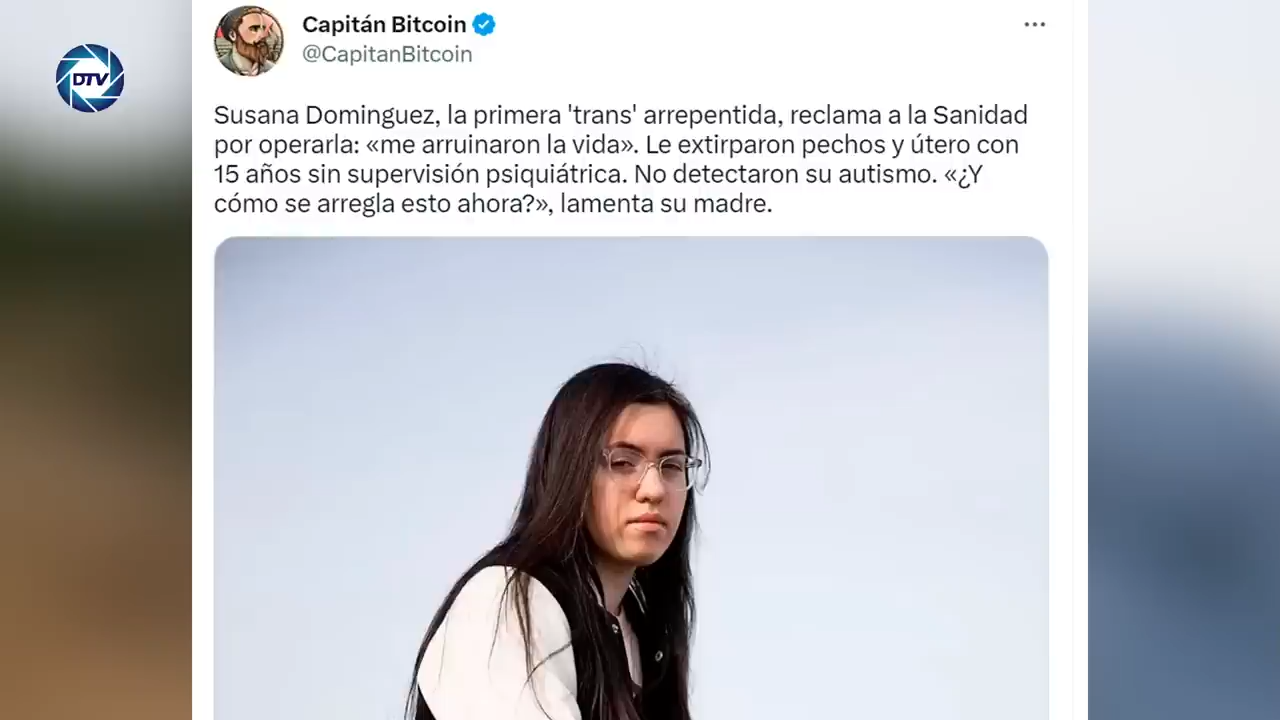 Capitán Bitcoin
@CapitanBitcoin
DTV
Susana Dominguez, la primera 'trans' arrepentida, reclama a la Sanidad
por operarla: «me arruinaron la vida». Le extirparon pechos y útero con
15 años sin supervisión psiquiátrica. No detectaron su autismo. «¿Y
cómo se arregla esto ahora?», lamenta su madre.